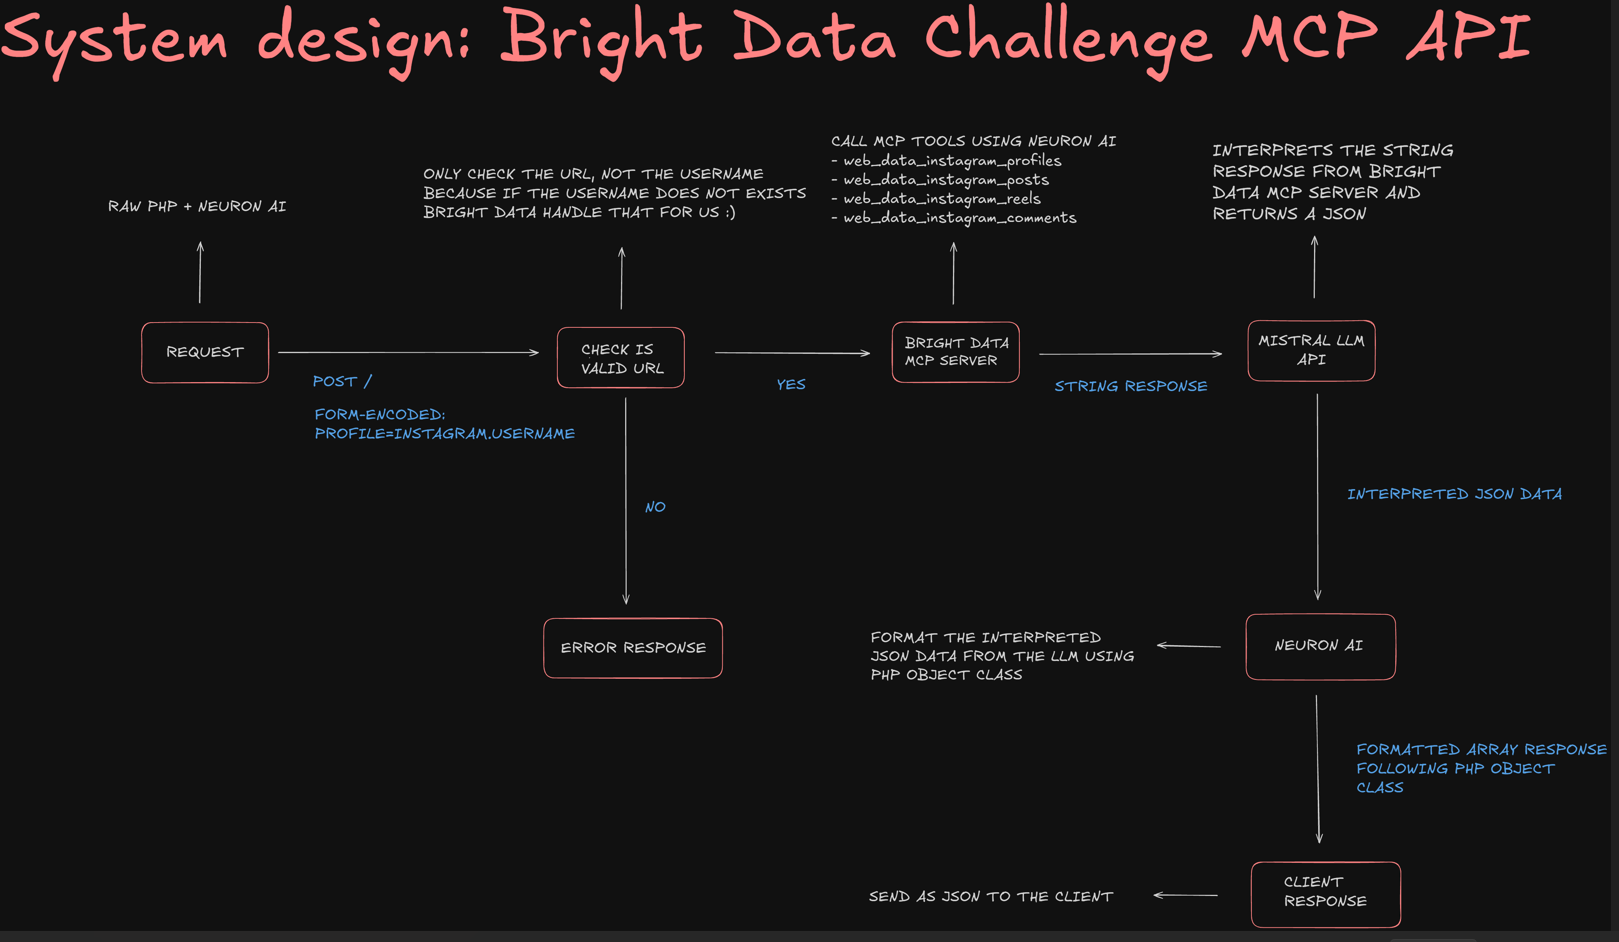 System design: Bright Data Challenge MCP API
RAW PHP + NEURON AI
ONLY CHECK THE URL, NOT THE USERNAME
BECAUSE IF THE USERNAME DOES NOT EXISTS
BRIGHT DATA HANDLE THAT FOR US :)
CALL MCP TOOLS USING NEURON AI
- web_data_instagram_profiles
- web_data_instagram_posts
- web_data_instagram_reels
- web_data_instagram_comments
INTERPRETS THE STRING
RESPONSE FROM BRIGHT
DATA MCP SERVER AND
RETURNS A JSON
REQUEST
POST /
FORM-ENCODED:
PROFILE=INSTAGRAM.USERNAME
CHECK IS
VALID URL
YES
BRIGHT DATA
MCP SERVER
STRING RESPONSE
MISTRAL LLM
API
NO
INTERPRETED JSON DATA
ERROR RESPONSE
FORMAT THE INTERPRETED
JSON DATA FROM THE LLM USING
PHP OBJECT CLASS
NEURON AI
FORMATTED ARRAY RESPONSE
FOLLOWING PHP OBJECT
CLASS
SEND AS JSON TO THE CLIENT
CLIENT
RESPONSE